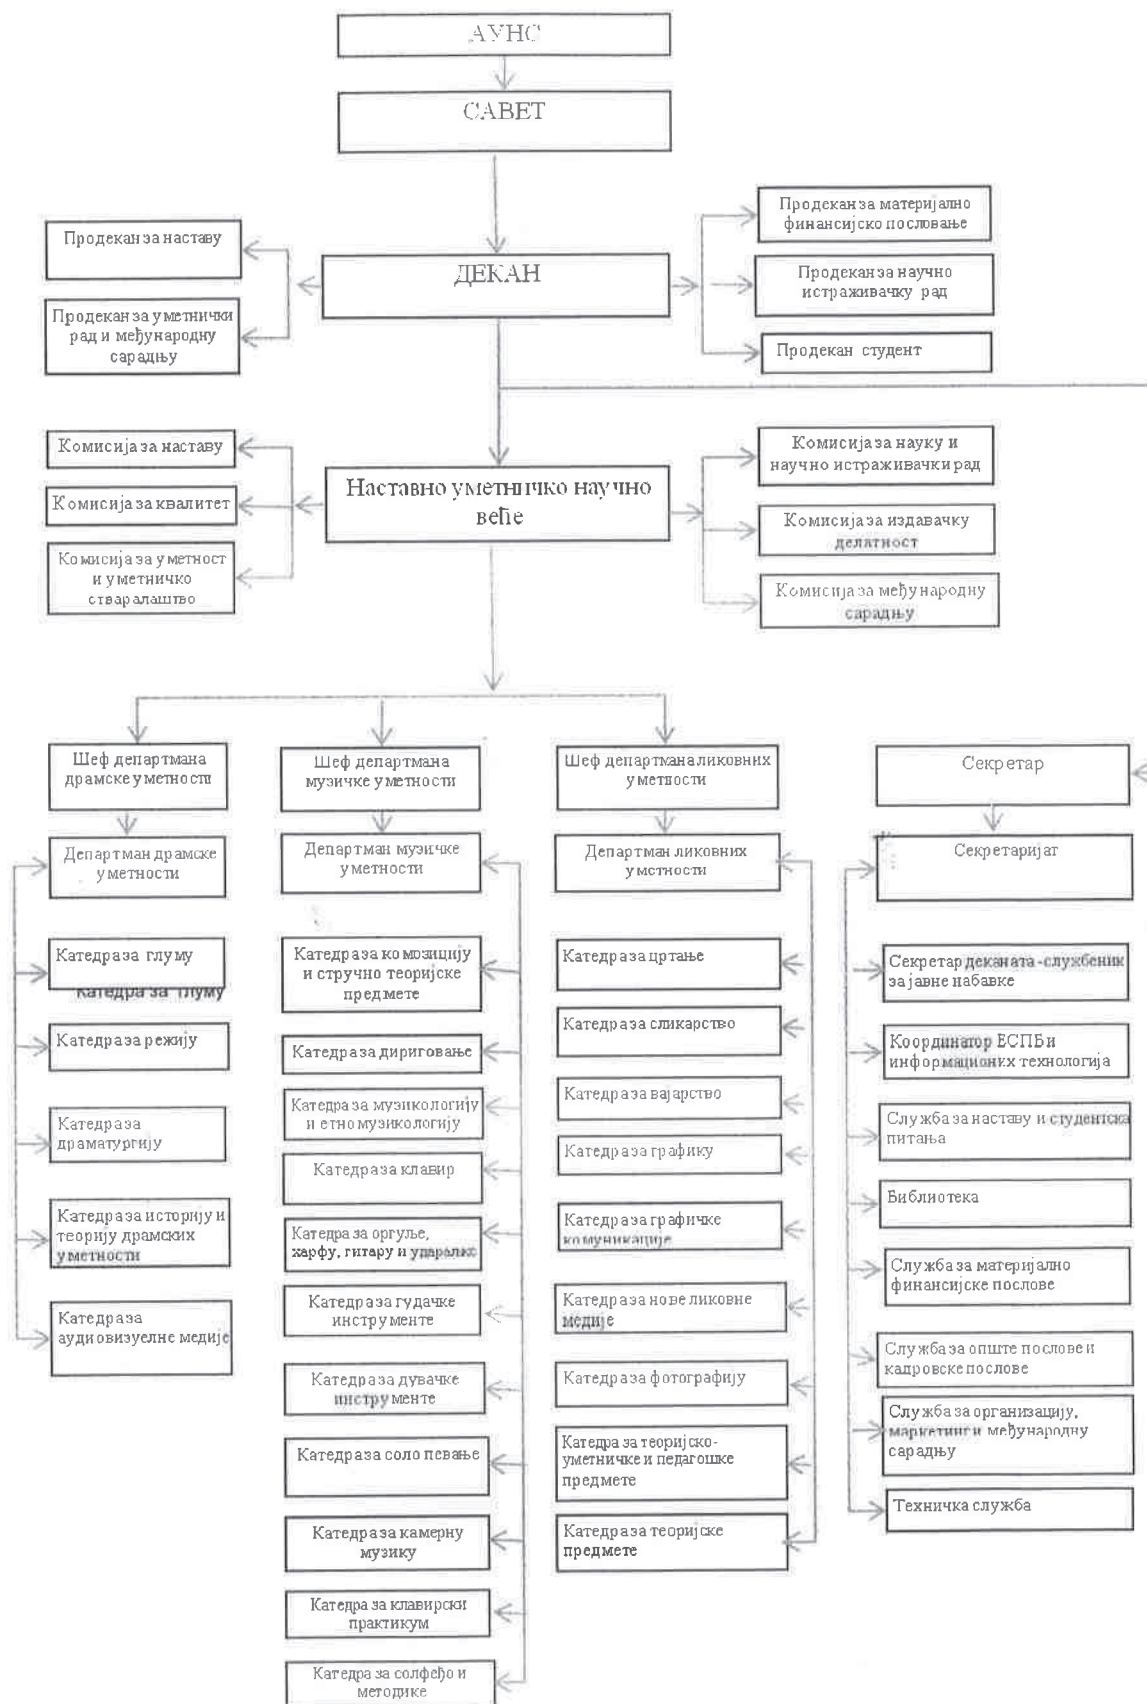 АУНС
САВЕТ
Продекан за наставу
Продекан за уметнички
рад и међународну
сарадњу
ДЕКАН
Продекан за материјално
финансијско пословање
Продекан за научно
истраживачку рад
Продекан студент
Комисија за наставу
Комисија за квалитет
Комисија за уметност
и уметничко
стваралаштво
Наставно уметничко научно
веће
Комисија за науку и
научно истраживачки рад
Комисија за издавачку
делатност
Комисија за међународну
сарадњу
Шеф департмана
драмске уметности
Департман драмске
уметности
Катедра за глуму
Катедра за глуму
Катедра за режију
Катедра за
драматургију
Катедра за историју и
теорију драмских
уметности
Катедра за
аудиовизуелне медије
Шеф департмана
музичке уметности
Департман музичке
уметности
Катедра за комозицију
и стручно теоријске
предмете
Катедра за дириговање
Катедра за музикологију
и етномузикологију
Катедра за клавир
Катедра за оргуље,
харфу, гитару и ударалке
Катедра за гудачке
инструменте
Катедра за дувачке
инструменте
Катедра за соло певање
Катедра за камерну
музику
Катедра за клавирски
практикум
Катедра за солфеђо и
методике
Шеф департмана ликовних
уметности
Департман ликовних
уметности
Катедра за цртање
Катедра за сликарство
Катедра за вајарство
Катедра за графику
Катедра за графичке
комуникације
Катедра за нове ликовне
медије
Катедра за фотографију
Катедра за теоријско-
уметничке и педагошке
предмете
Катедра за теоријске
предмете
Секретар
Секретаријат
Секретар деканата-службеник
за јавне набавке
Координатор ЕСПБ и
информационих технологија
Служба за наставу и студентска
питања
Библиотека
Служба за материјално
финансијске послове
Служба за опште послове и
кадровске послове
Служба за организацију,
маркетинг и међународну
сарадњу
Техничка служба